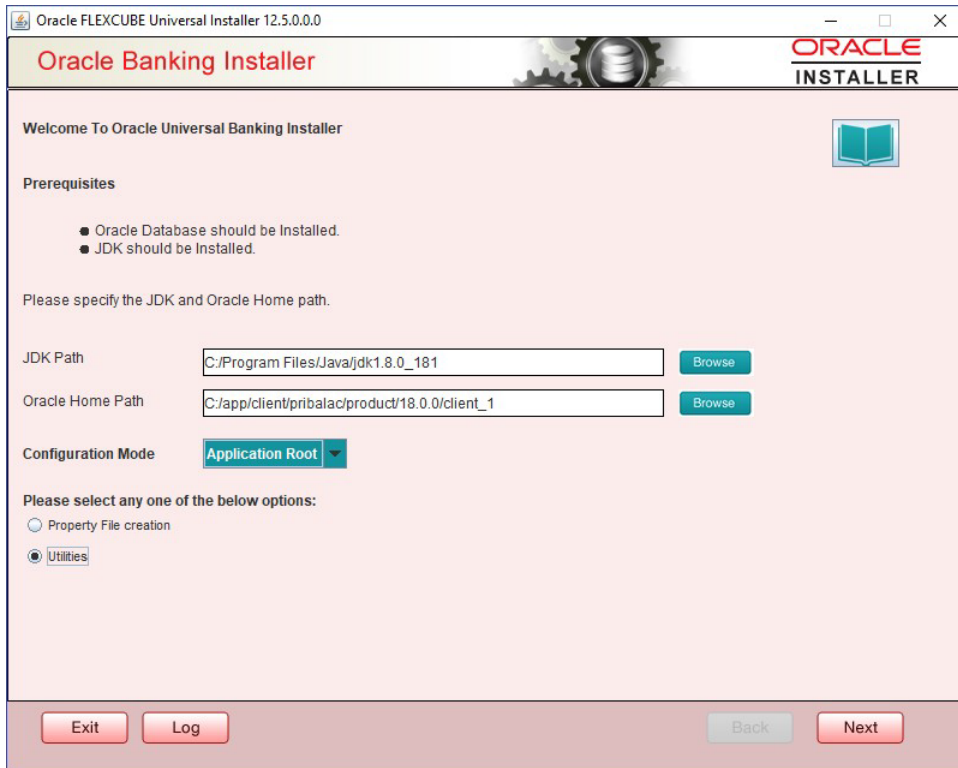 Oracle FLEXCUBE Universal Installer 12.5.0.0.0
Oracle Banking Installer
ORACLE
INSTALLER
Welcome To Oracle Universal Banking Installer
Prerequisites
Oracle Database should be Installed.
JDK should be Installed.
Please specify the JDK and Oracle Home path.
JDK Path
C:/Program Files/Java/jdk1.8.0_181
Browse
Oracle Home Path
C:/app/client/pribalac/product/18.0.0/client_1
Browse
Configuration Mode
Application Root
Please select any one of the below options:
Property File creation
Utilities
Exit
Log
Back
Next